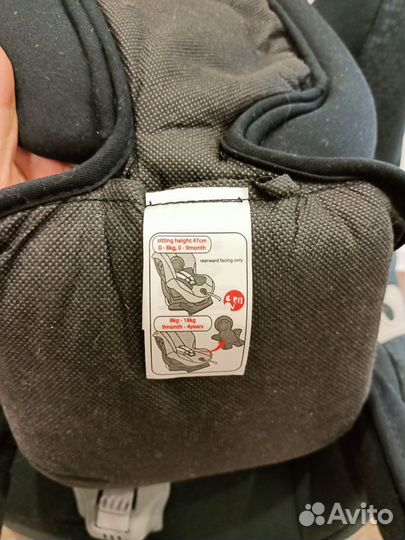 sitting height 47cm
0 - 8kg, 0 - 9month
rearward facing only
8kg - 18kg
9month - 4years
Avito